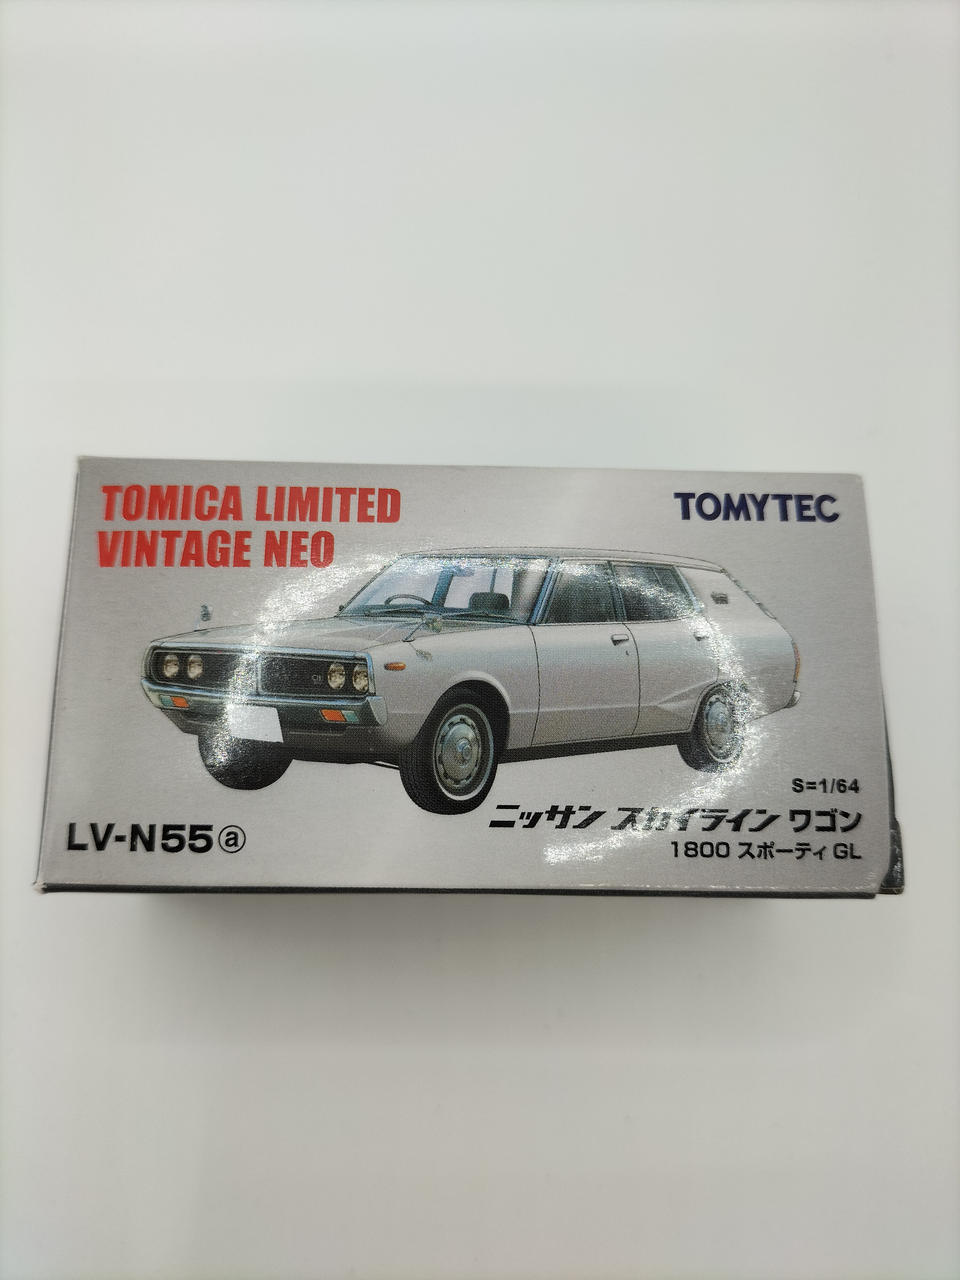 TOMICA LIMITED
VINTAGE NEO
TOMYTEC
S=1/64
ニッサン スカイライン ワゴン
1800 スポーティ GL
LV-N55ⓐ